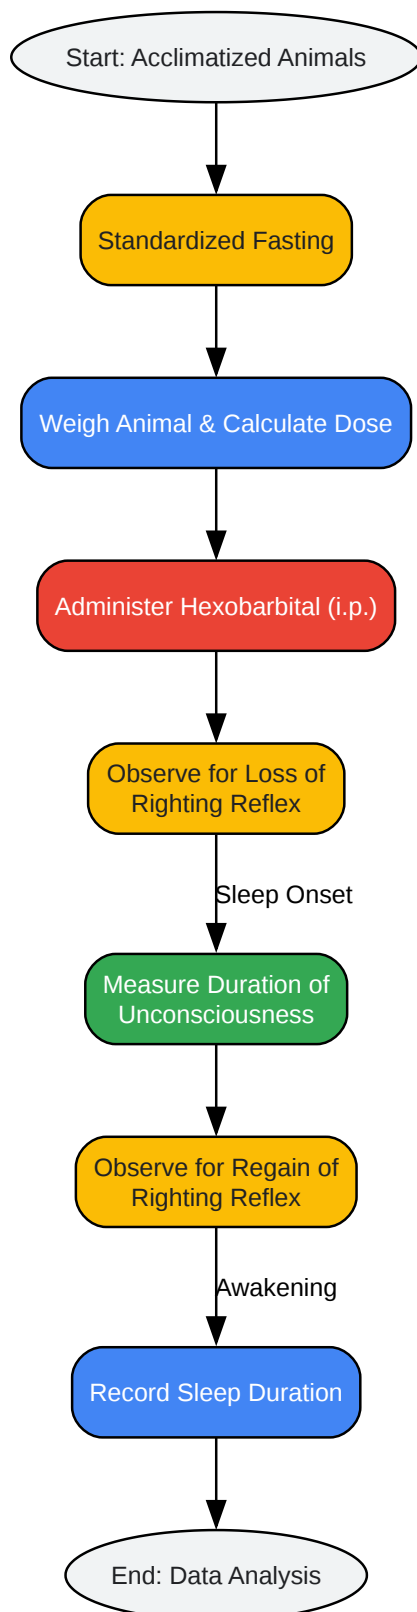 Start: Acclimatized Animals
Standardized Fasting
Weigh Animal & Calculate Dose
Administer Hexobarbital (i.p.)
Observe for Loss of
Righting Reflex
Sleep Onset
Measure Duration of
Unconsciousness
Observe for Regain of
Righting Reflex
Awakening
Record Sleep Duration
End: Data Analysis